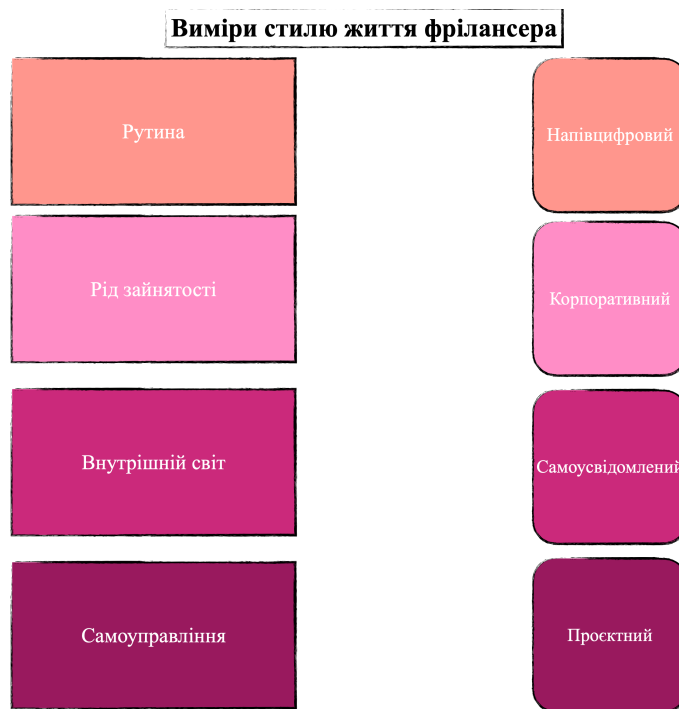 Виміри стилю життя фрілансера
Рутина
Напівцифровий
Рід зайнятості
Корпоративний
Внутрішній світ
Самоусвідомлений
Самоуправління
Проєктний